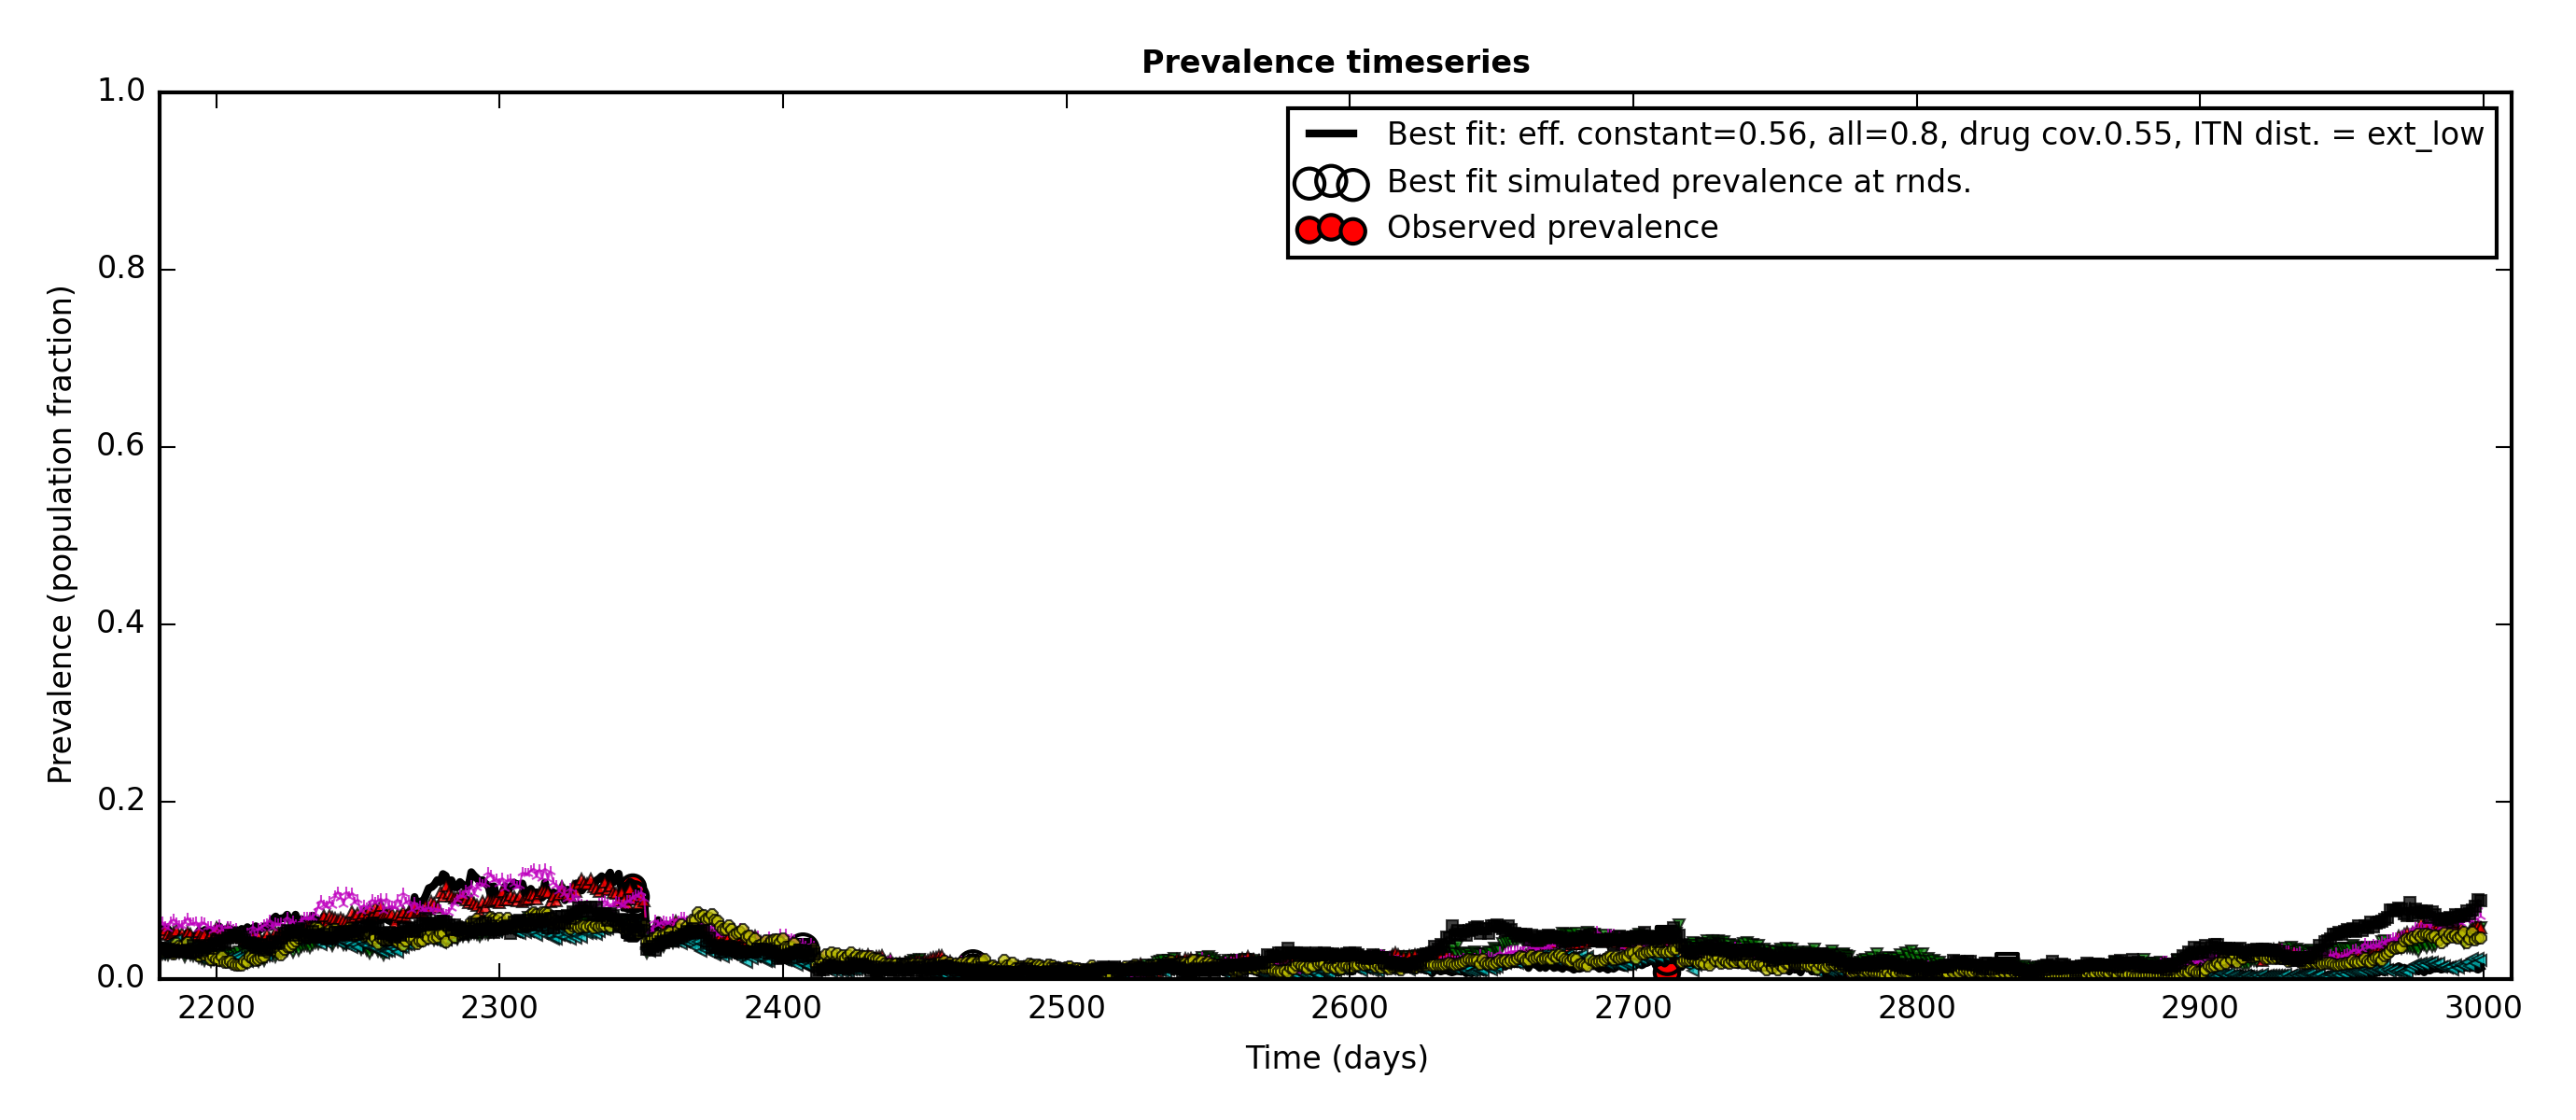 Prevalence timeseries
Best fit: eff. constant=0.56, all=0.8, drug cov.0.55, ITN dist. = ext_low
Best fit simulated prevalence at rnds.
Observed prevalence
Prevalence (population fraction)
1.0
0.8
0.6
0.4
0.2
0.0
2200 2300 2400 2500 2600 2700 2800 2900 3000
Time (days)